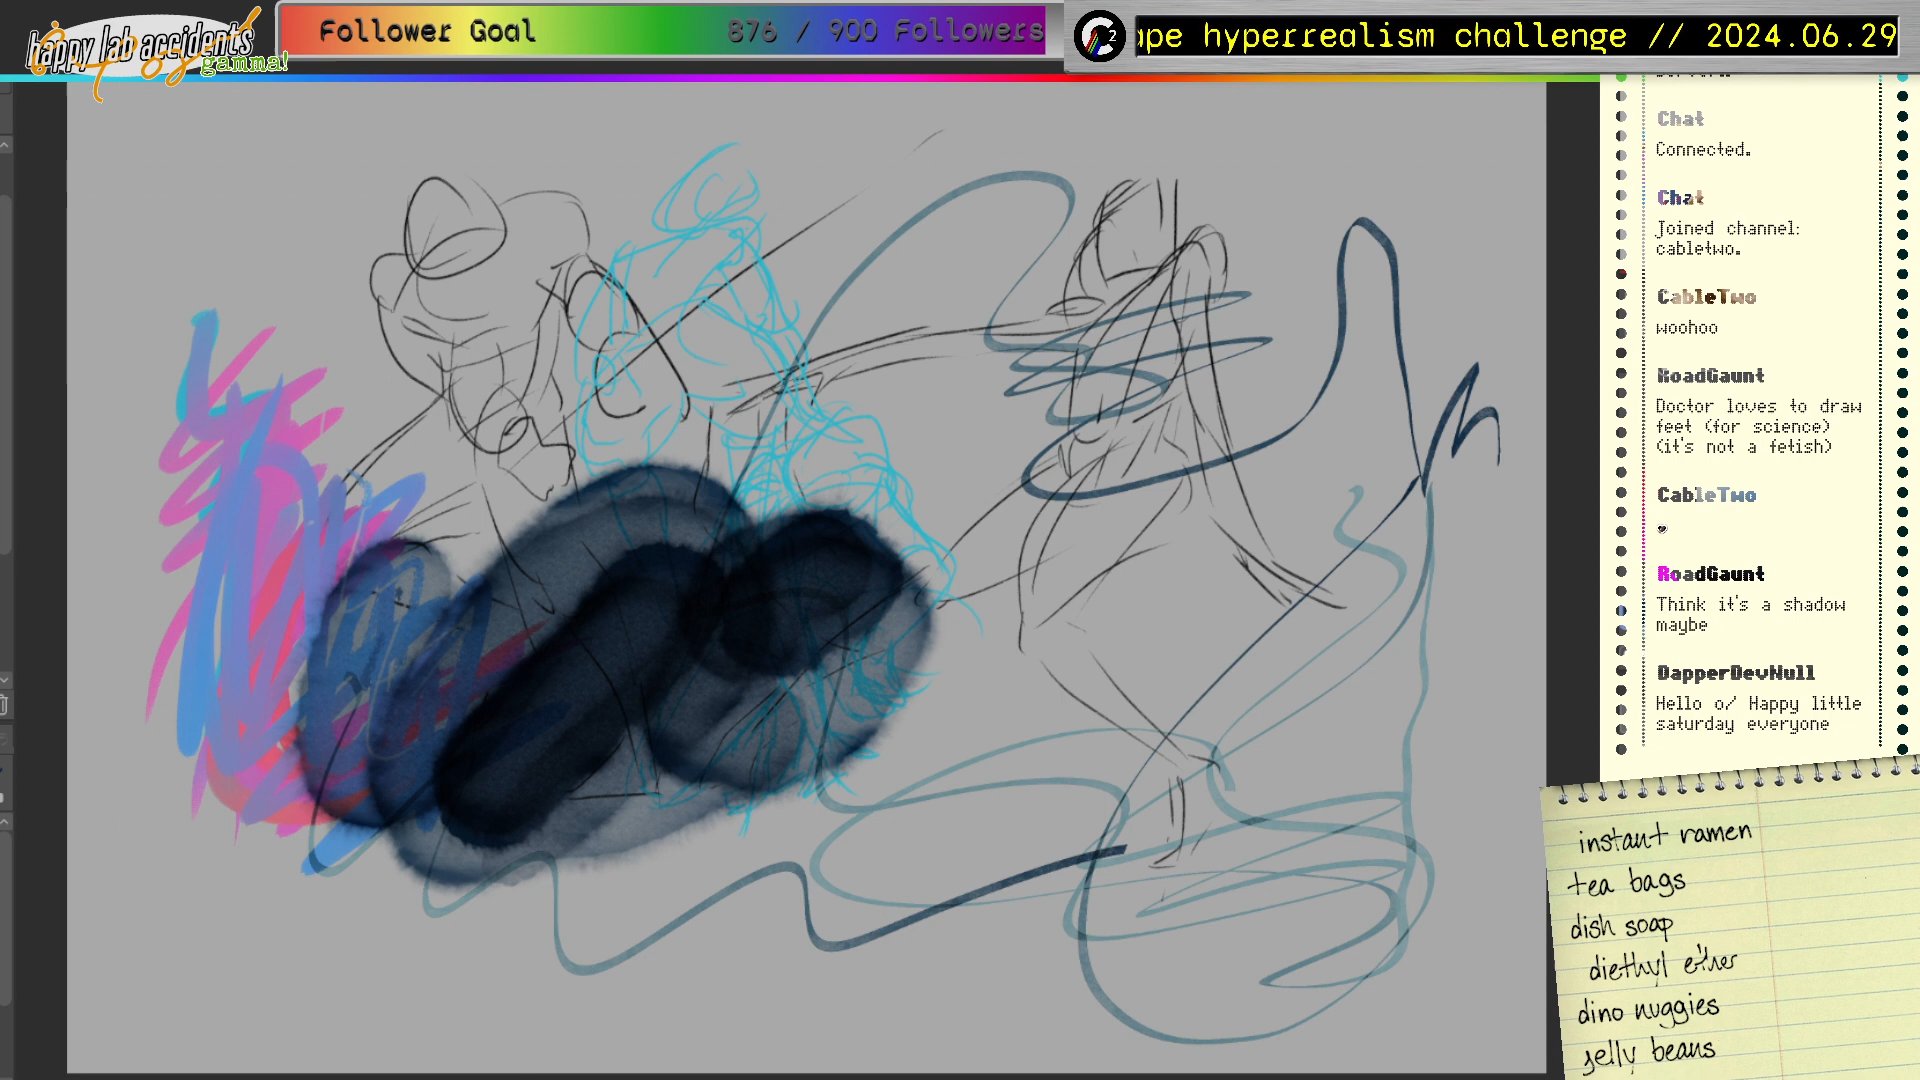 happy lab accidents
gamma!
Follower Goal 876 / 900 Followers
ape hyperrealism challenge // 2024.06.29
Chat
Connected.
Chat
Joined channel:
cabletwo.
CableTwo
woohoo
RoadGaunt
Doctor loves to draw
feet (for science)
(it's not a fetish)
CableTwo
RoadGaunt
Think it's a shadow
maybe
DapperDevNull
Hello o/ Happy little
saturday everyone
instant ramen
tea bags
dish soap
diethyl ether
dino nuggies
jelly beans